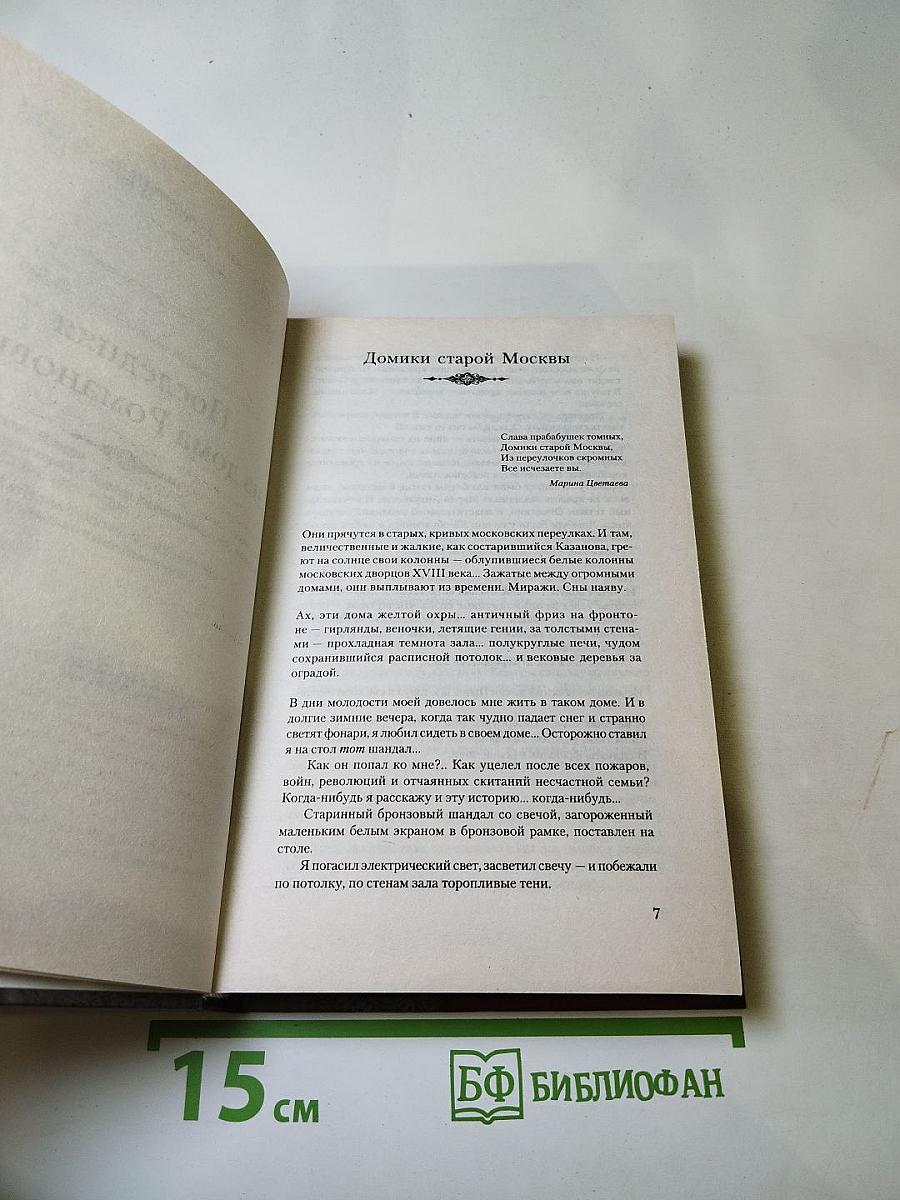 Домики старой Москвы
Слава прабабушек томных,
Домики старой Москвы,
Из переулочков скромных
Все исчезаете вы.
Марина Цветаева
Они прячутся в старых, кривых московских переулках. И там,
величественные и жалкие, как состарившийся Казанова, гре-
ют на солнце свои колонны — облупившиеся белые колонны
московских дворцов XVIII века... Зажатые между огромными
домами, они выплывают из времени. Миражи. Сны наяву.
Ах, эти дома желтой охры... античный фриз на фронто-
не — гирлянды, веночки, летящие гении, за толстыми стена-
ми — прохладная темнота зала... полукруглые печи, чудом
сохранившийся расписной потолок... и вековые деревья за
оградой.
В дни молодости моей довелось мне жить в таком доме. И в
долгие зимние вечера, когда так чудно падает снег и странно
светят фонари, я любил сидеть в своем доме... Осторожно ставил
я на стол тот шандал...
Как он попал ко мне?.. Как уцелел после всех пожаров,
войн, революций и отчаянных скитаний несчастной семьи?
Когда-нибудь я расскажу и эту историю... когда-нибудь...
Старинный бронзовый шандал со свечой, загороженный
маленьким белым экраном в бронзовой рамке, поставлен на
столе.
Я погасил электрический свет, засветил свечу — и побежали
по потолку, по стенам зала торопливые тени.
7
15 см
БФ БИБЛИОФАН